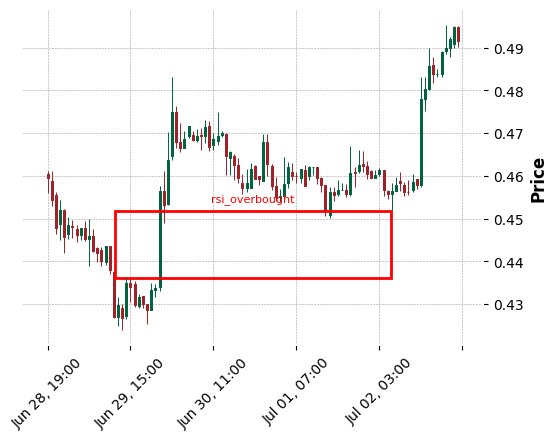 0.49
0.48
0.47
0.46
0.45
0.44
0.43
Price
rsi_overbought
Jun 28, 19:00
Jun 29, 15:00
Jun 30, 11:00
Jul 01, 07:00
Jul 02, 03:00